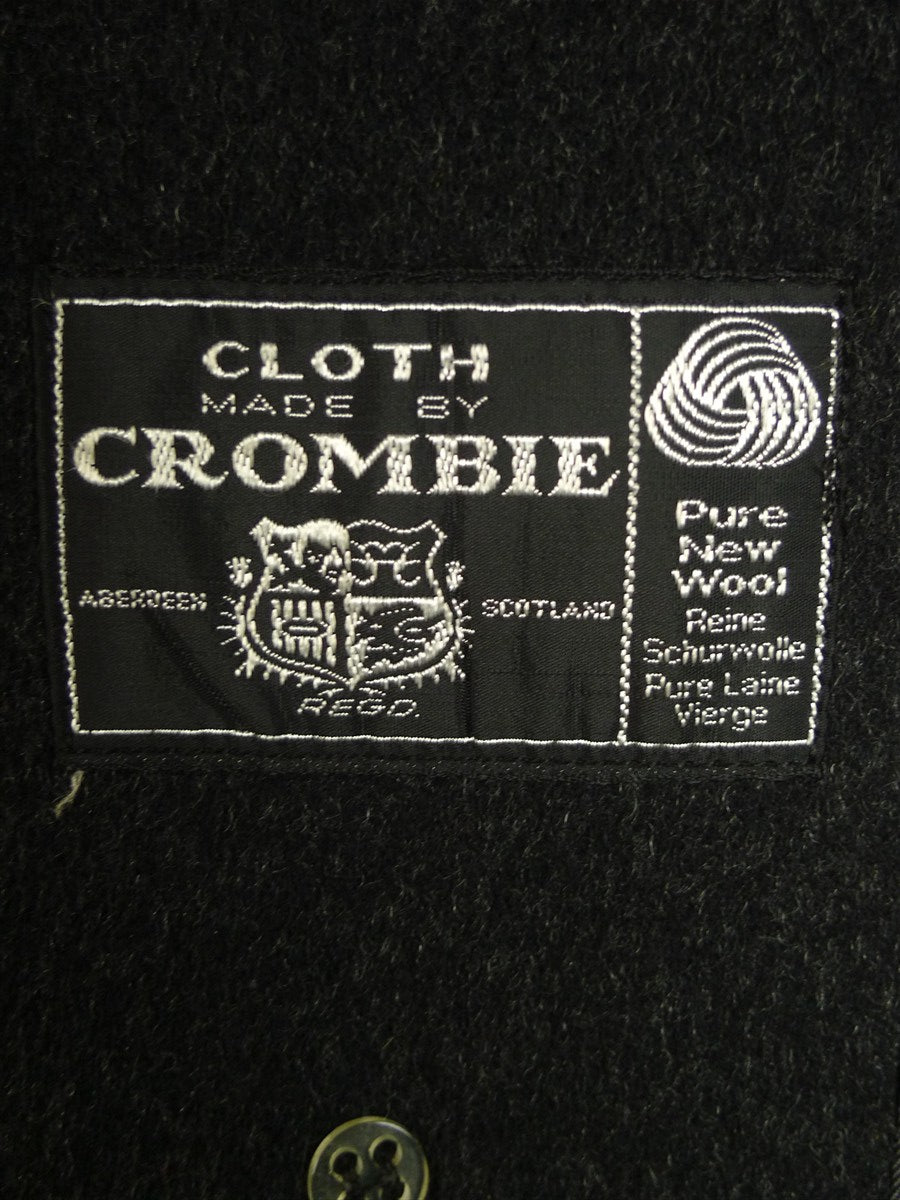 CLOTH
MADE BY
CROMBIE
ABERDEEN SCOTLAND
REGD.
Pure
New
Wool
Reine
Schurwolle
Pure Laine
Vierge